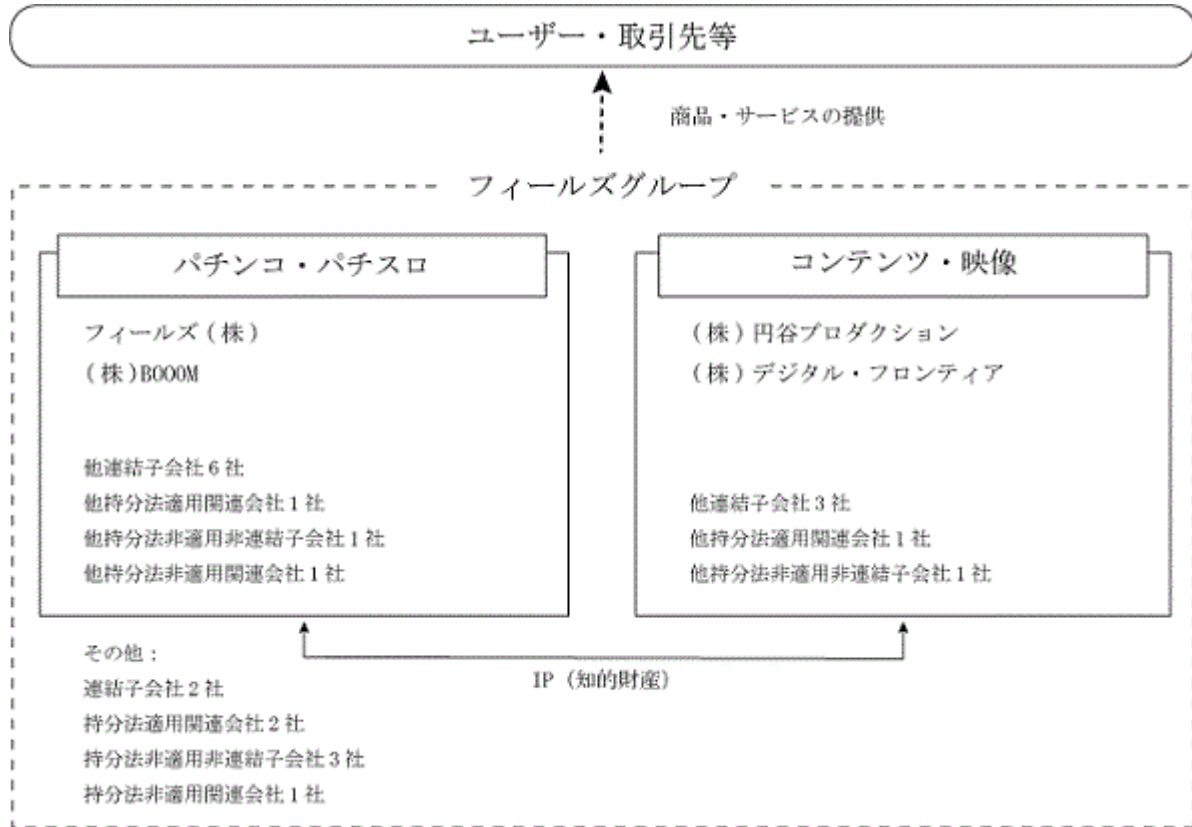 ユーザー・取引先等
商品・サービスの提供
フィールズグループ
パチンコ・パチスロ
フィールズ(株)
(株)BOOOM
他連結子会社6社
他持分法適用関連会社1社
他持分法非適用非連結子会社1社
他持分法非適用関連会社1社
コンテンツ・映像
(株)円谷プロダクション
(株)デジタル・フロンティア
他連結子会社3社
他持分法適用関連会社1社
他持分法非適用非連結子会社1社
IP(知的財産)
その他:
連結子会社2社
持分法適用関連会社2社
持分法非適用非連結子会社3社
持分法非適用関連会社1社